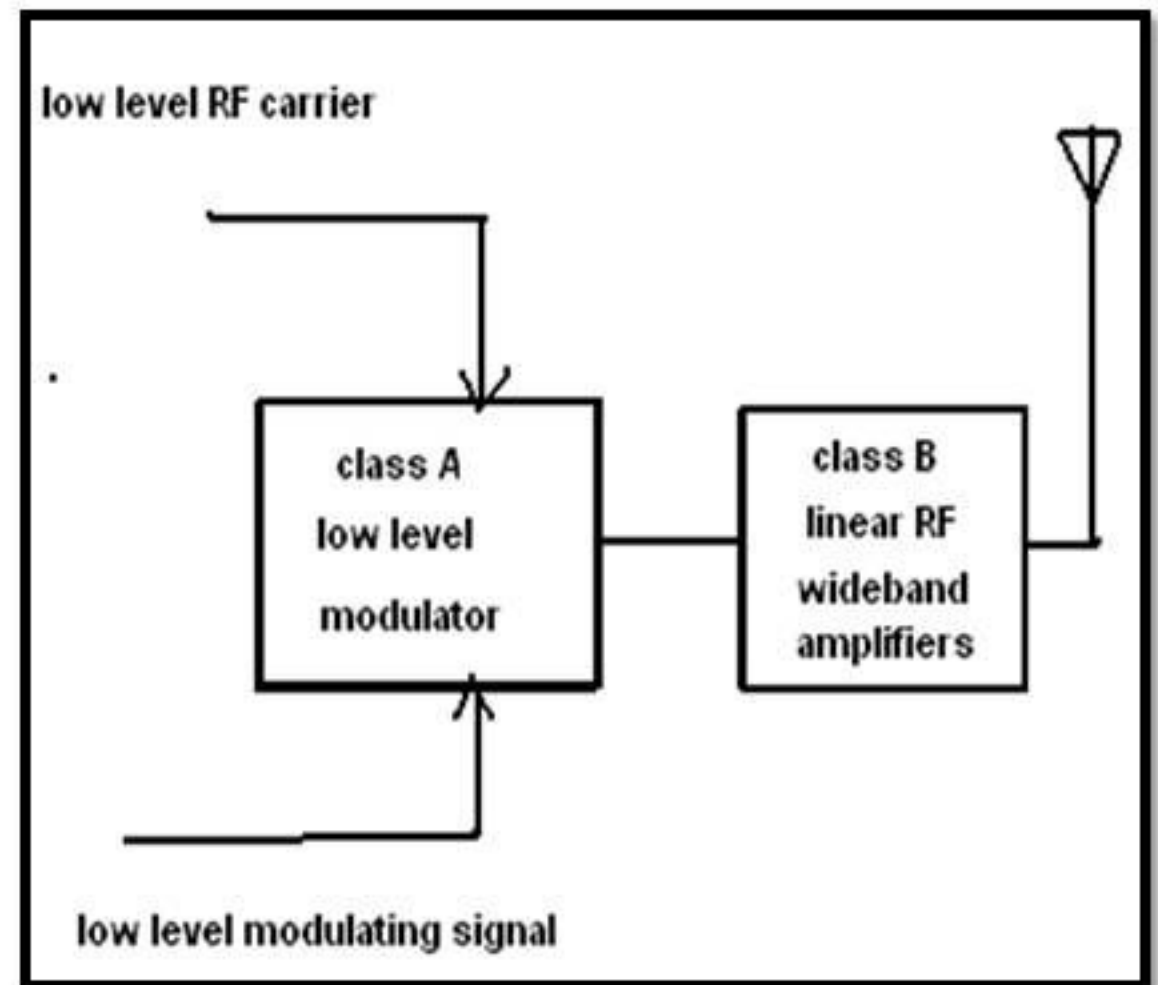 low level RF carrier
class A
low level
modulator
class B
linear RF
wideband
amplifiers
low level modulating signal